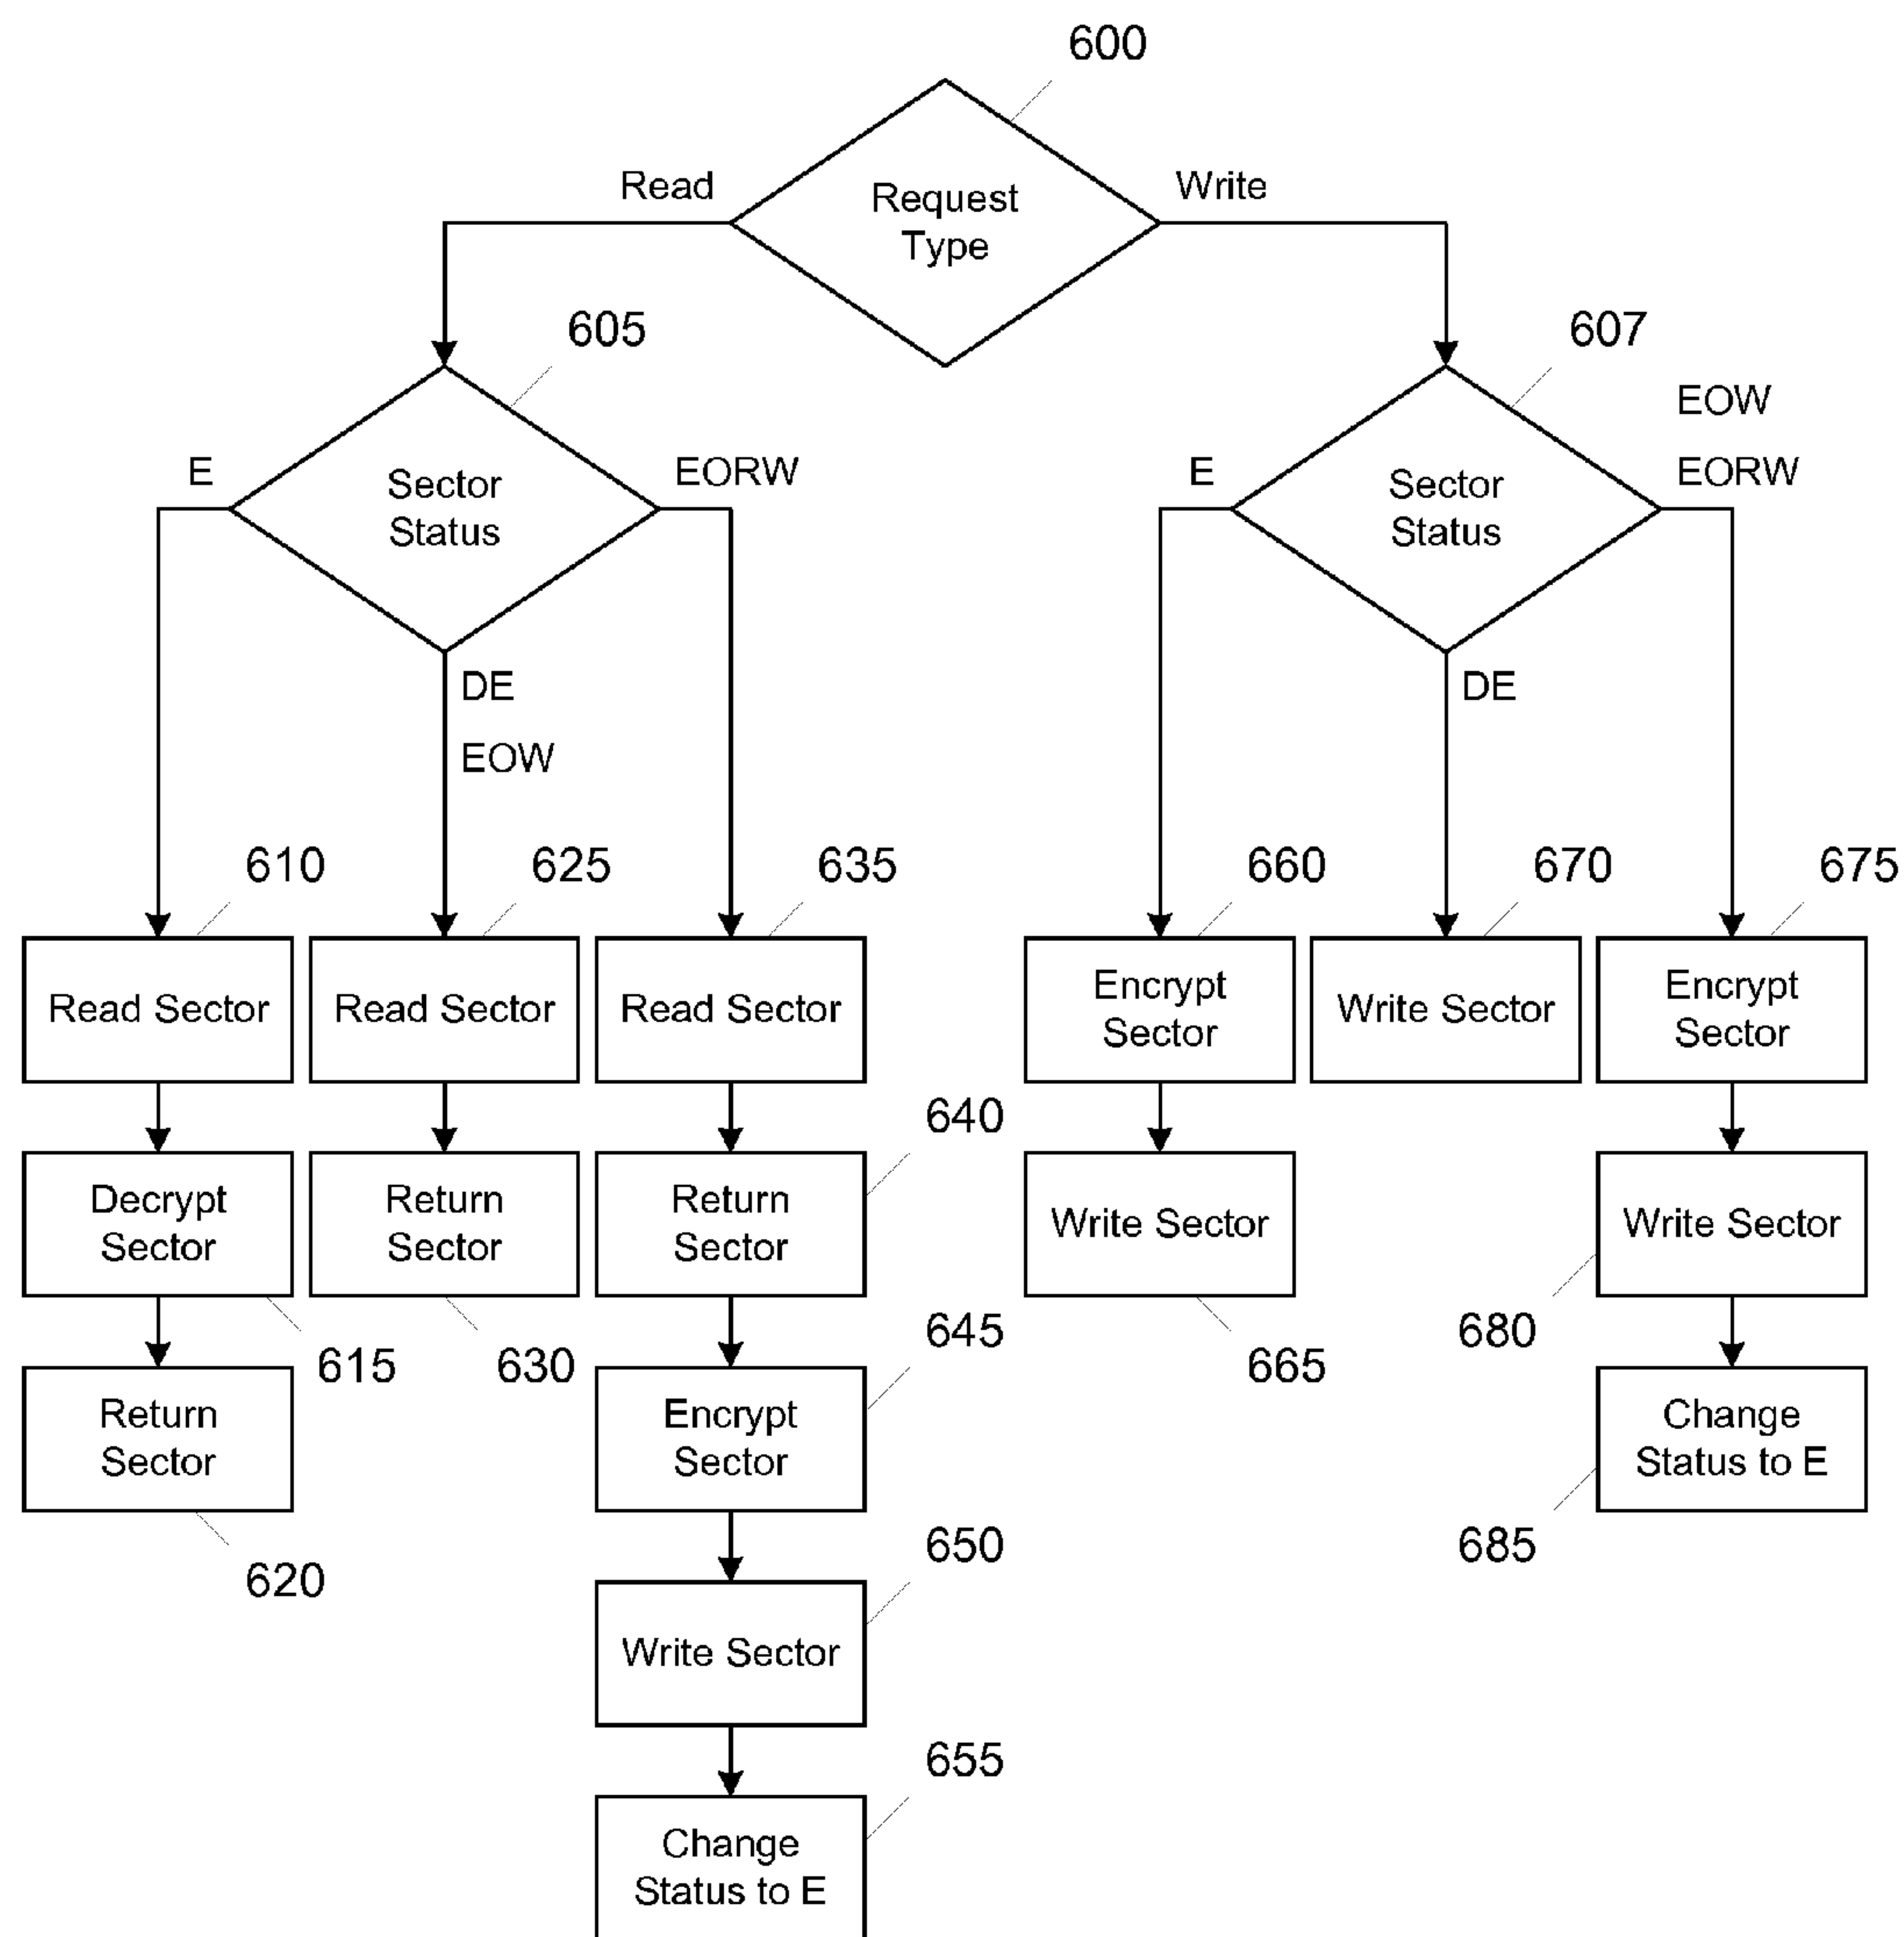 600
Read
Write
Request
Type
605
607
EOW
E
EORW
E
EORW
Sector
Status
Sector
Status
DE
DE
EOW
610
625
635
660
670
675
Read Sector
Read Sector
Read Sector
Encrypt
Sector
Write Sector
Encrypt
Sector
640
Decrypt
Sector
Return
Sector
Return
Sector
Write Sector
Write Sector
645
680
615
630
665
Return
Sector
Encrypt
Sector
Change
Status to E
650
685
620
Write Sector
655
Change
Status to E